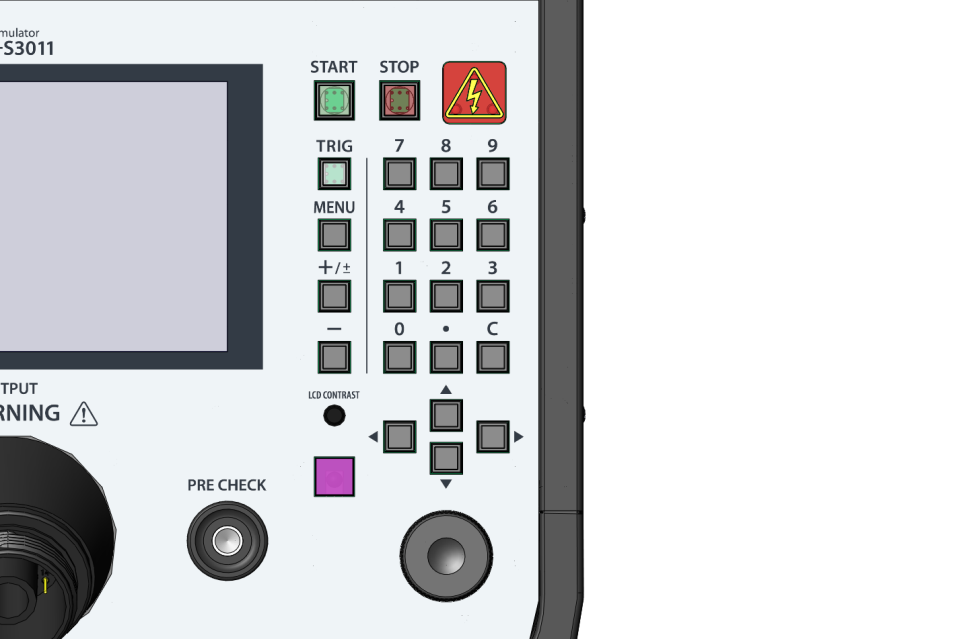 mulator
-S3011
START STOP
TRIG 7 8 9
MENU 4 5 6
+/± 1 2 3
− 0 • C
LCD CONTRAST
TPUT
RNING
PRE CHECK